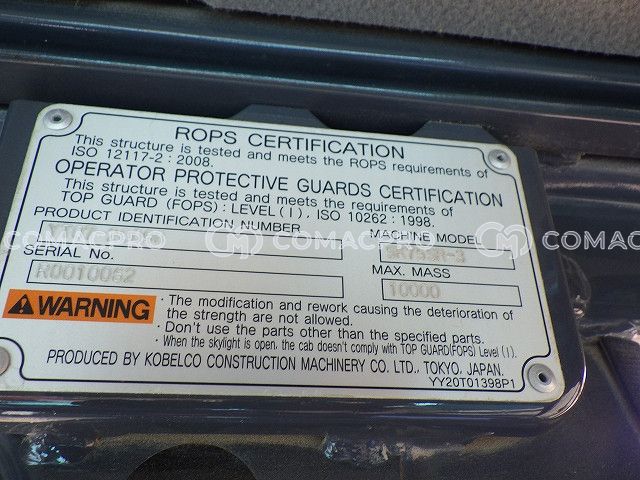 ROPS CERTIFICATION
This structure is tested and meets the ROPS requirements of
ISO 12117-2 : 2008.
OPERATOR PROTECTIVE GUARDS CERTIFICATION
This structure is tested and meets the requirements of
TOP GUARD (FOPS) : LEVEL ( I ) , ISO 10262 : 1998.
PRODUCT IDENTIFICATION NUMBER
MACHINE MODEL
SERIAL No.
MAX. MASS
10000
COMACPRO
WARNING
· The modification and rework causing the deterioration of
the strength are not allowed.
· Don't use the parts other than the specified parts.
· When the skylight is open, the cab doesn't comply with TOP GUARD(FOPS) Level ( I ).
PRODUCED BY KOBELCO CONSTRUCTION MACHINERY CO. LTD., TOKYO, JAPAN.
YY20T01398P1